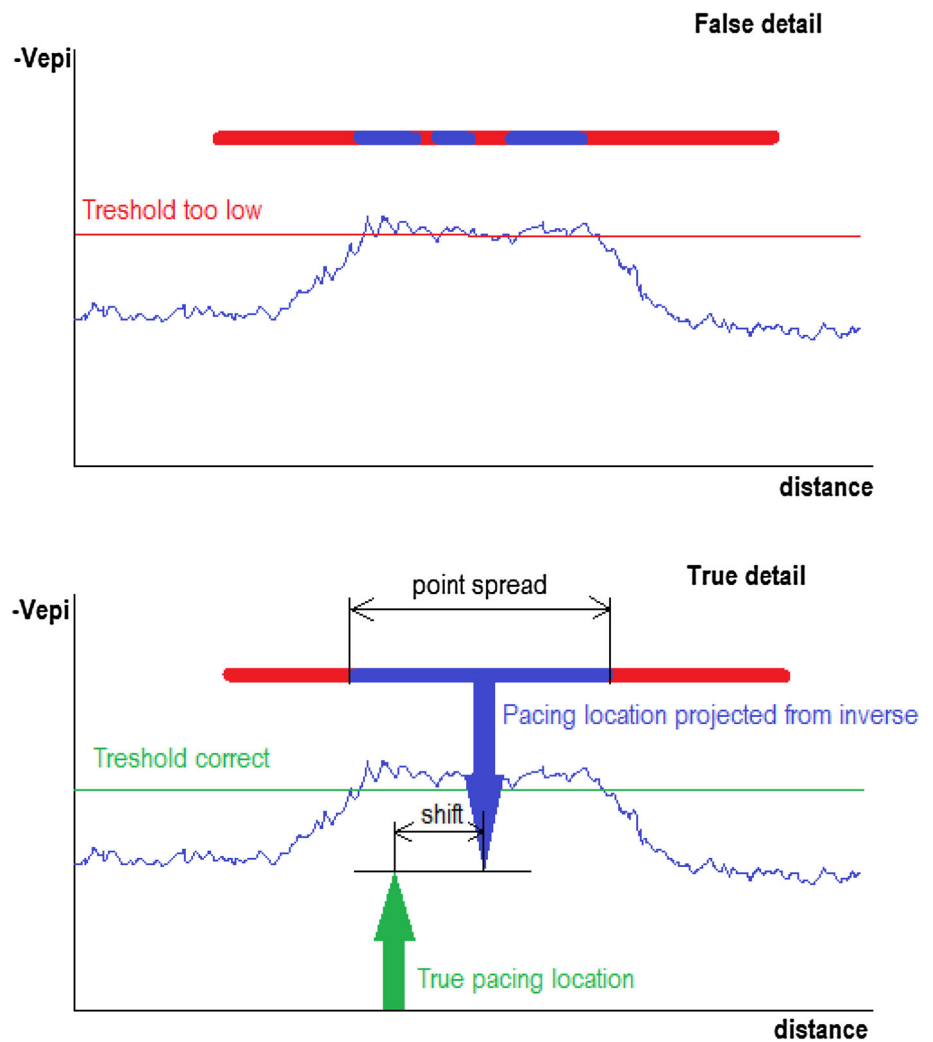 False detail
-Vepi
Treshold too low
distance
True detail
point spread
-Vepi
Pacing location projected from inverse
Treshold correct
shift
True pacing location
distance